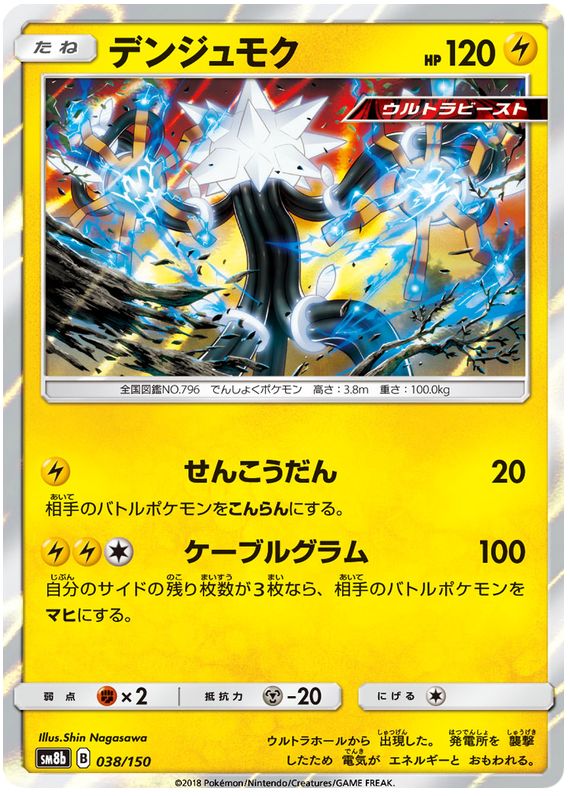 たね デンジュモク HP 120
ウルトラビースト
全国図鑑NO.796 でんしょくポケモン 高さ:3.8m 重さ:100.0kg
せんこうだん 20
相手のバトルポケモンをこんらんにする。
ケーブルグラム 100
自分のサイドの残り枚数が3枚なら、相手のバトルポケモンを
マヒにする。
弱点 ×2 抵抗力 -20 にげる
Illus.Shin Nagasawa
SM8b B 038/150
ウルトラホールから 出現した。 発電所を 襲撃
したため 電気が エネルギーと おもわれる。
©2018 Pokémon/Nintendo/Creatures/GAME FREAK.